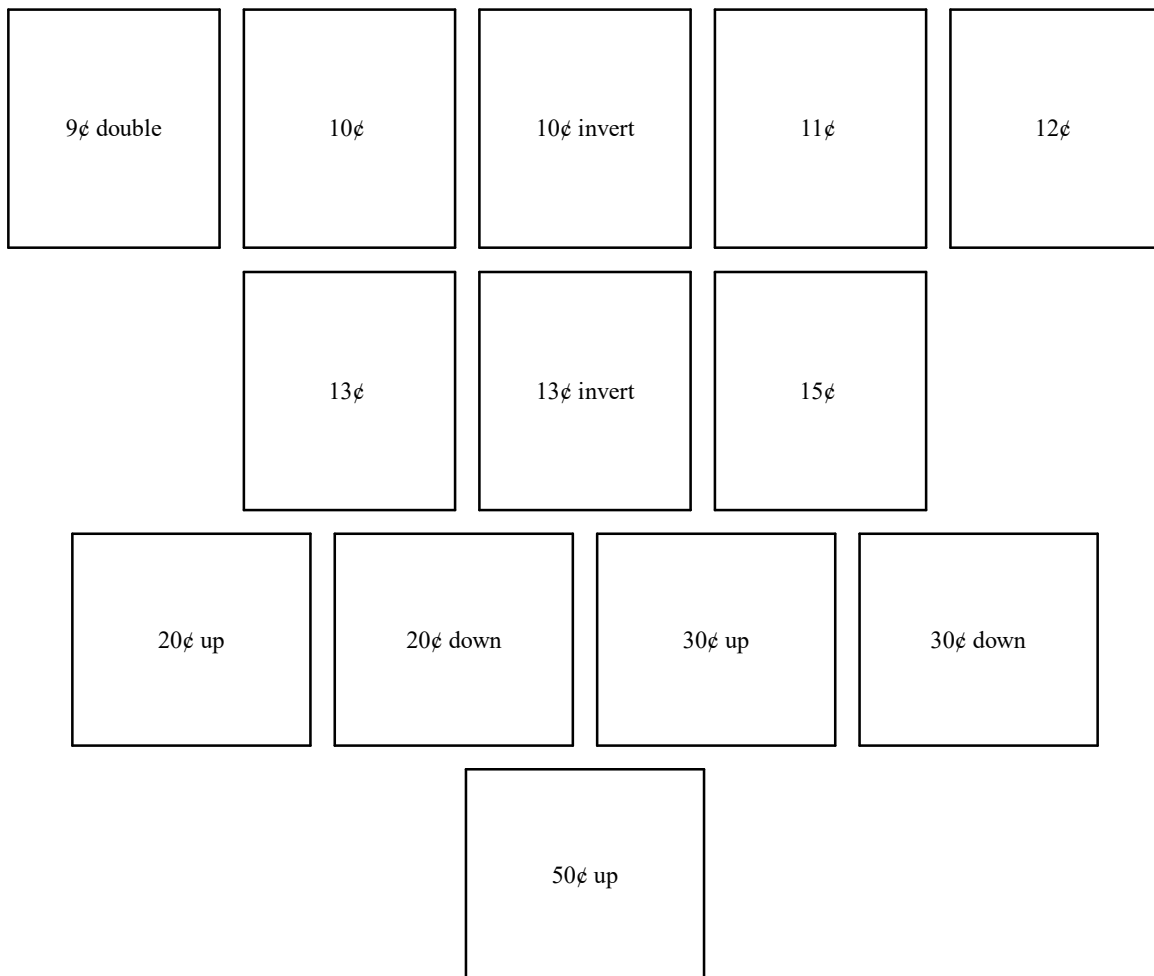 9¢ double
10¢
10¢ invert
11¢
12¢
13¢
13¢ invert
15¢
20¢ up
20¢ down
30¢ up
30¢ down
50¢ up